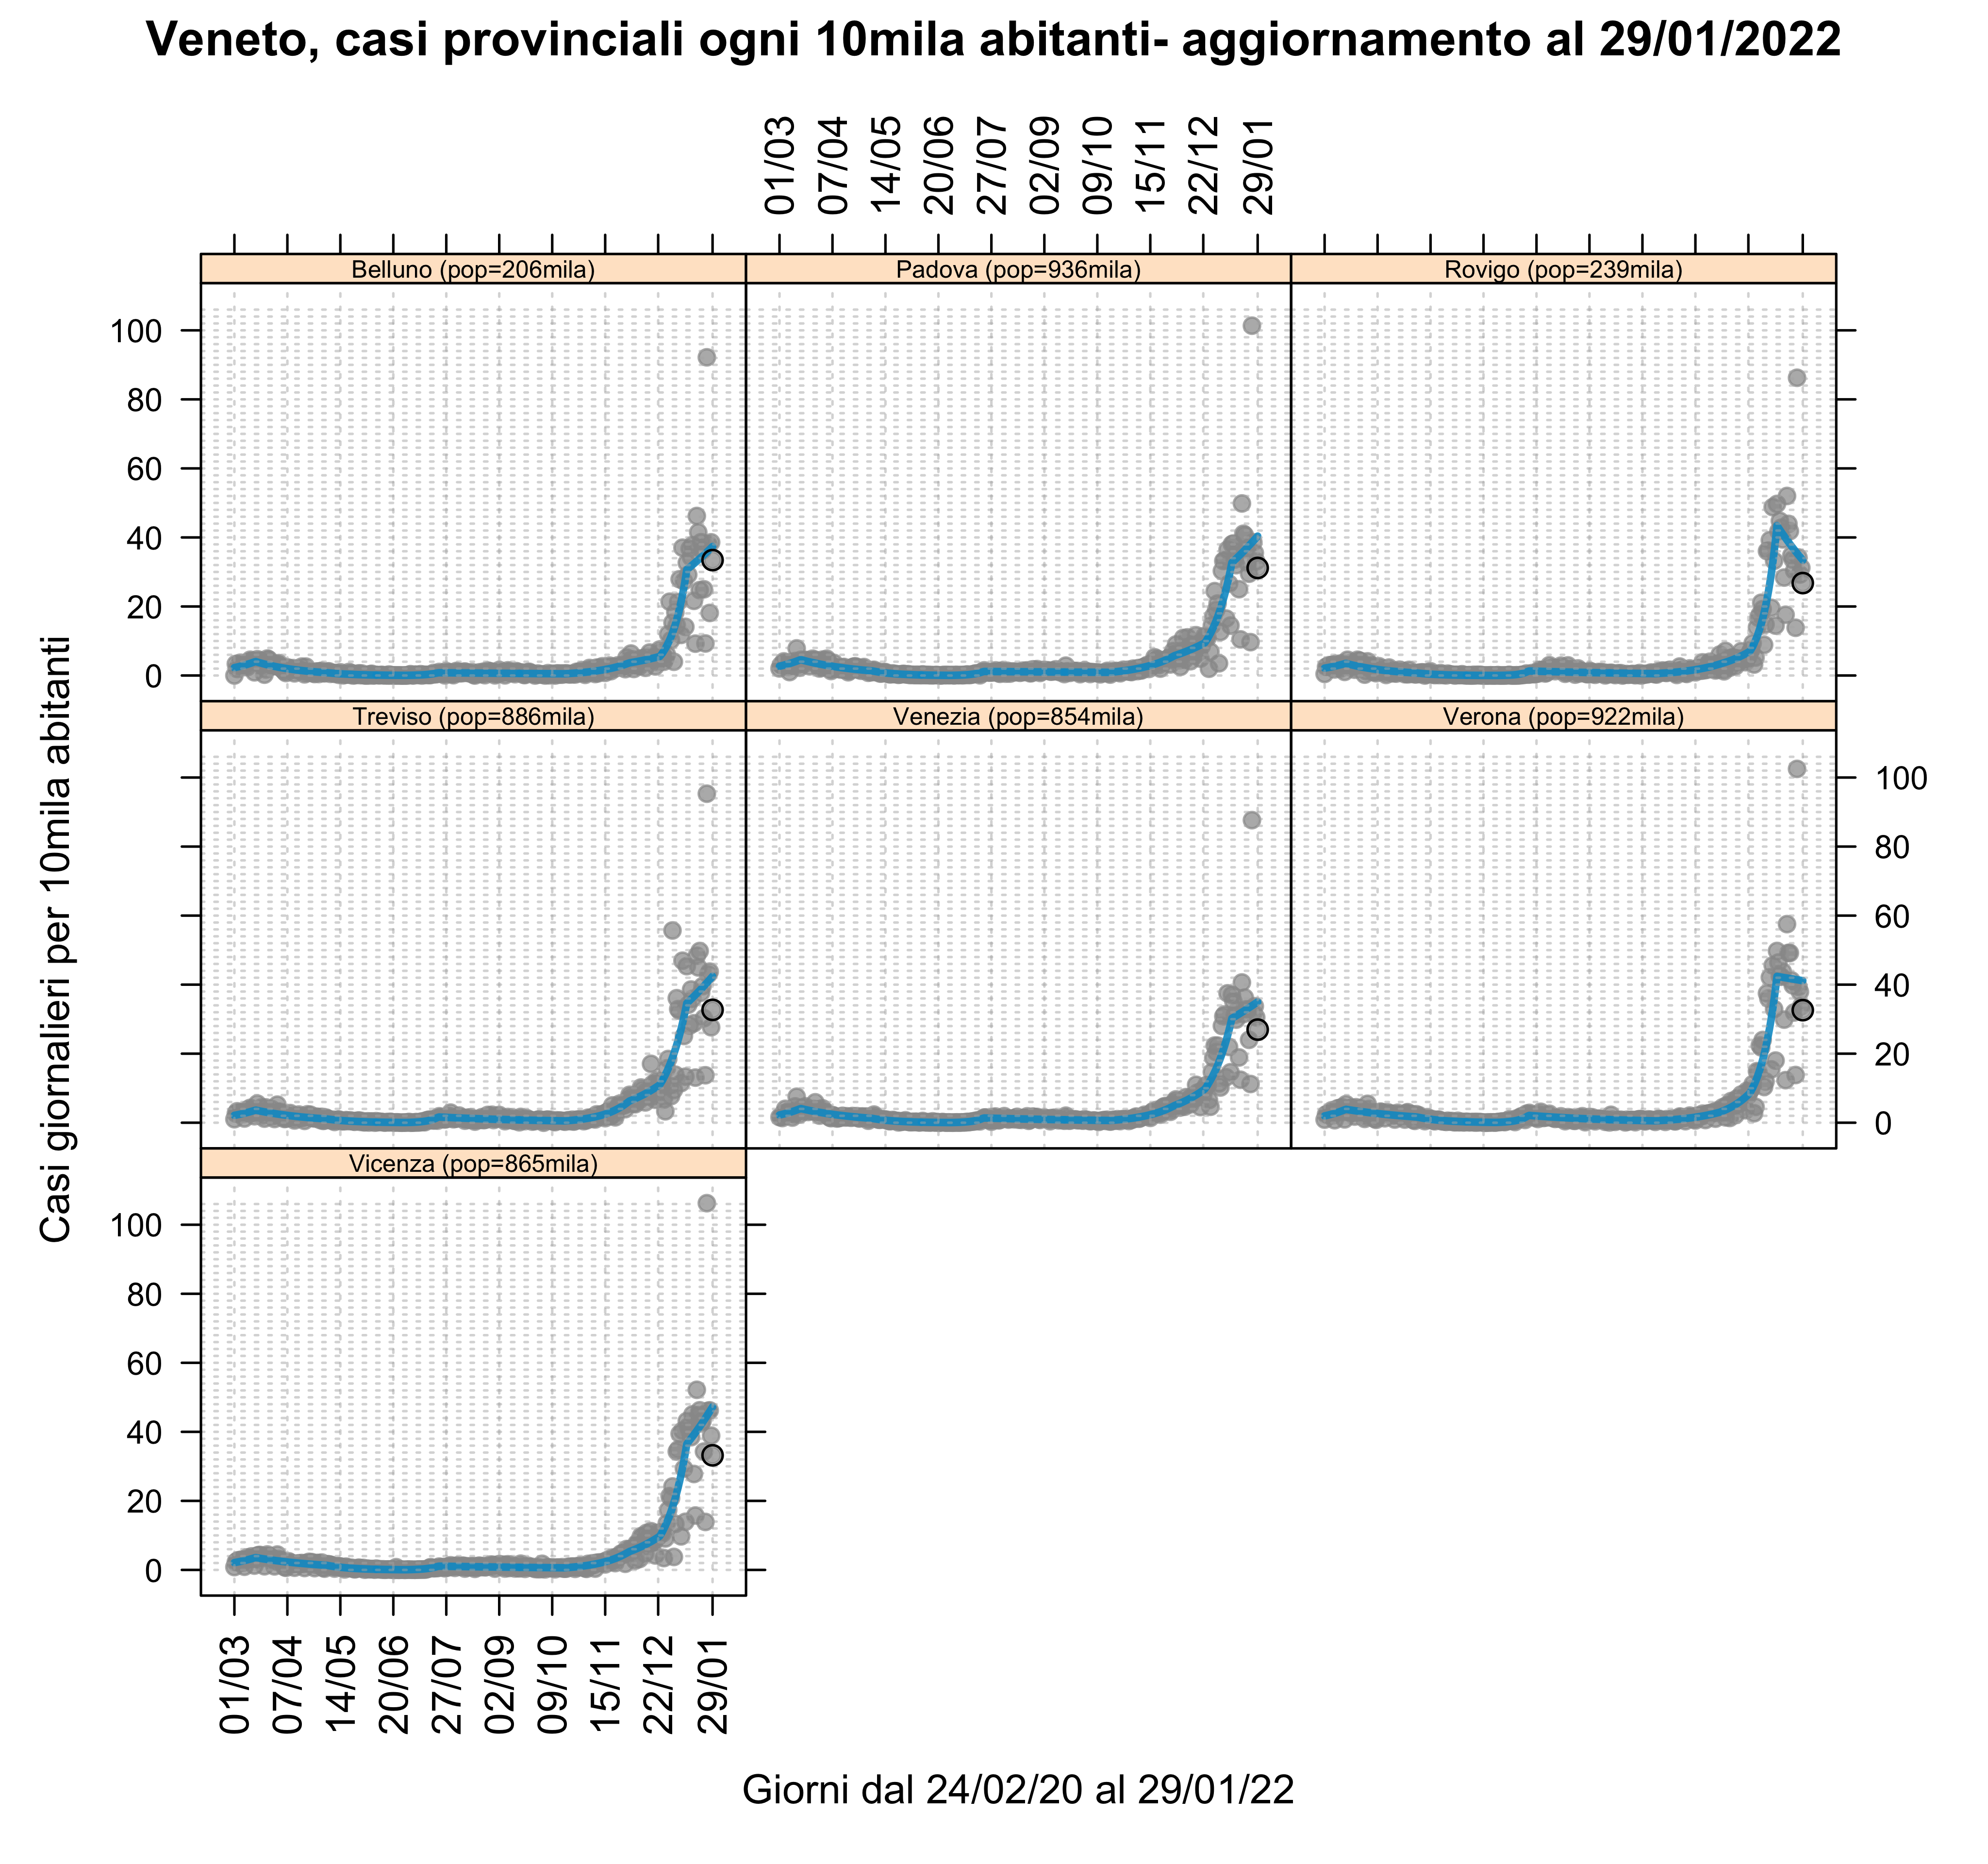 Veneto, casi provinciali ogni 10mila abitanti- aggiornamento al 29/01/2022
01/03 07/04 14/05 20/06 27/07 02/09 09/10 15/11 22/12 29/01
Belluno (pop=206mila) Padova (pop=936mila) Rovigo (pop=239mila)
100
80
60
40
20
0
Treviso (pop=886mila) Venezia (pop=854mila) Verona (pop=922mila)
100
80
60
40
20
0
Vicenza (pop=865mila)
100
80
60
40
20
0
01/03 07/04 14/05 20/06 27/07 02/09 09/10 15/11 22/12 29/01
Casi giornalieri per 10mila abitanti
Giorni dal 24/02/20 al 29/01/22